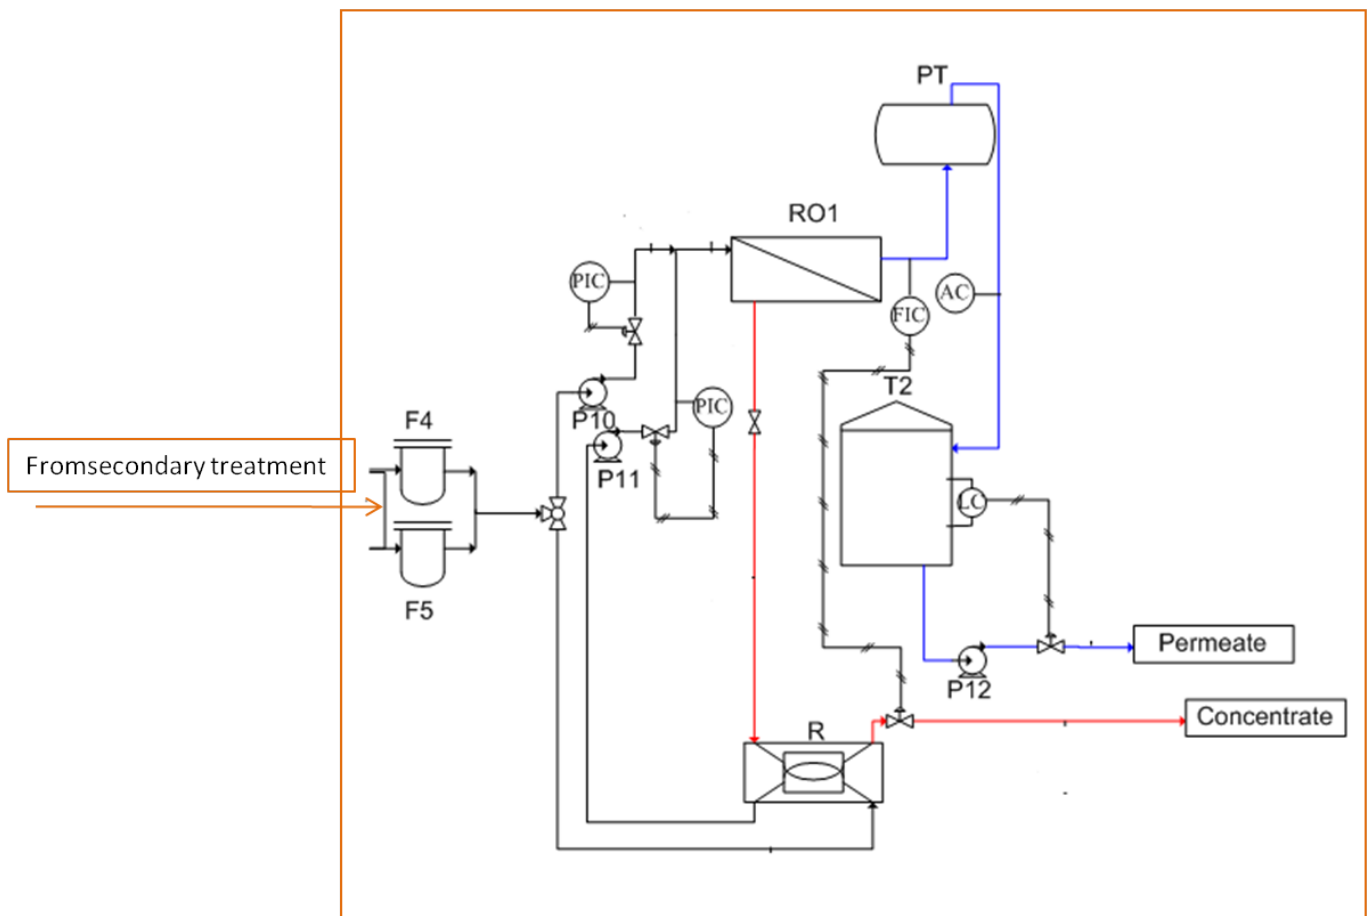 PT
RO1
PIC
AC
FIC
T2
PIC
P10
F4
P11
Fromsecondary treatment
LC
F5
Permeate
P12
Concentrate
R